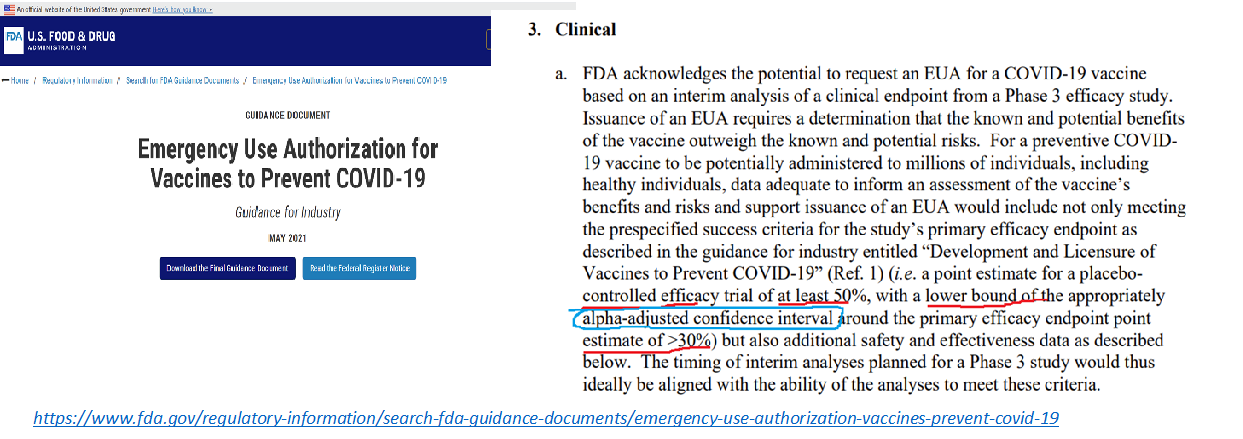 An official website of the United States government Here's how you know
FDA U.S. FOOD & DRUG
ADMINISTRATION
Home / Regulatory Information / Search for FDA Guidance Documents / Emergency Use Authorization for Vaccines to Prevent COVID-19
GUIDANCE DOCUMENT
Emergency Use Authorization for
Vaccines to Prevent COVID-19
Guidance for Industry
MAY 2021
Download the Final Guidance Document
Read the Federal Register Notice
3. Clinical
a. FDA acknowledges the potential to request an EUA for a COVID-19 vaccine
based on an interim analysis of a clinical endpoint from a Phase 3 efficacy study.
Issuance of an EUA requires a determination that the known and potential benefits
of the vaccine outweigh the known and potential risks. For a preventive COVID-
19 vaccine to be potentially administered to millions of individuals, including
healthy individuals, data adequate to inform an assessment of the vaccine's
benefits and risks and support issuance of an EUA would include not only meeting
the prespecified success criteria for the study's primary efficacy endpoint as
described in the guidance for industry entitled “Development and Licensure of
Vaccines to Prevent COVID-19” (Ref. 1) (i.e. a point estimate for a placebo-
controlled efficacy trial of at least 50%, with a lower bound of the appropriately
alpha-adjusted confidence interval around the primary efficacy endpoint point
estimate of >30%) but also additional safety and effectiveness data as described
below. The timing of interim analyses planned for a Phase 3 study would thus
ideally be aligned with the ability of the analyses to meet these criteria.
https://www.fda.gov/regulatory-information/search-fda-guidance-documents/emergency-use-authorization-vaccines-prevent-covid-19